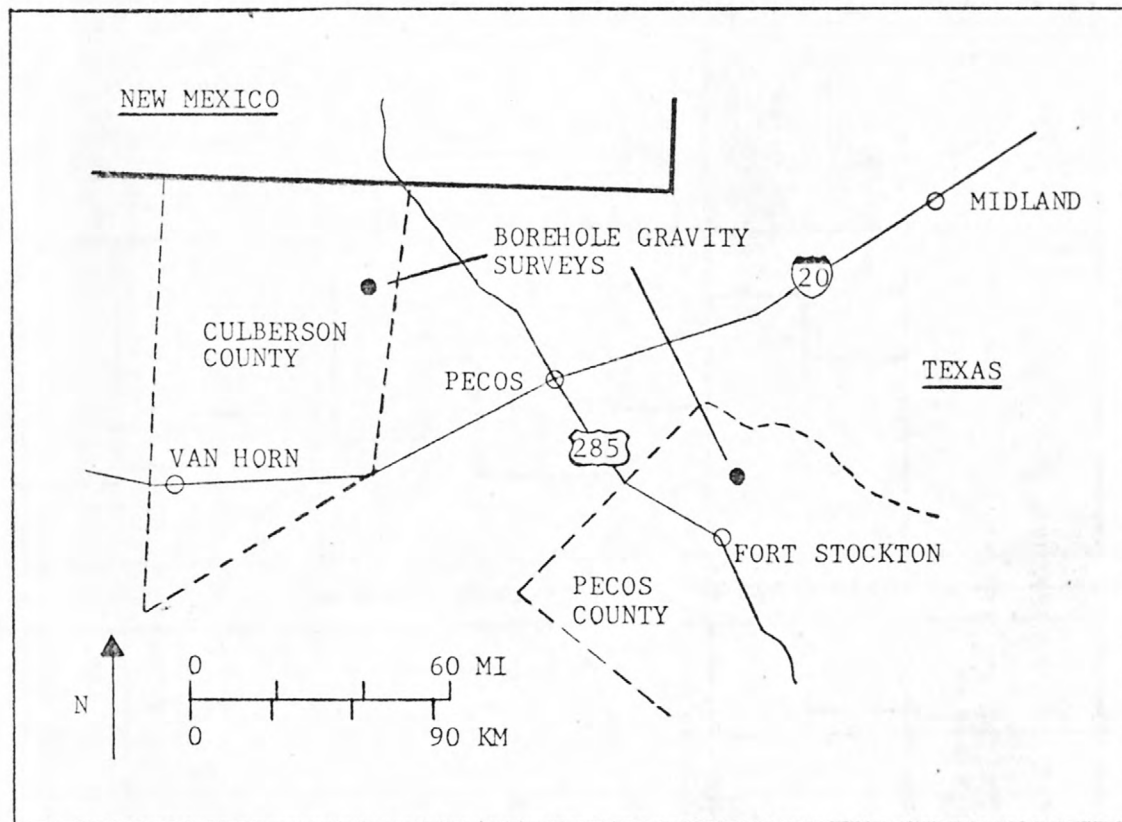 NEW MEXICO
MIDLAND
BOREHOLE GRAVITY
SURVEYS
20
CULBERSON
COUNTY
PECOS
TEXAS
285
VAN HORN
FORT STOCKTON
PECOS
COUNTY
0 60 MI
N
0 90 KM